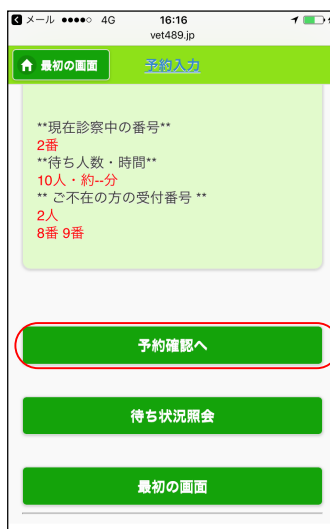 メール ●●●●○ 4G 16:16
vet489.jp
最初の画面 予約入力
**現在診察中の番号**
2番
**待ち人数・時間**
10人・約--分
** ご不在の方の受付番号 **
2人
8番 9番
予約確認へ
待ち状況照会
最初の画面